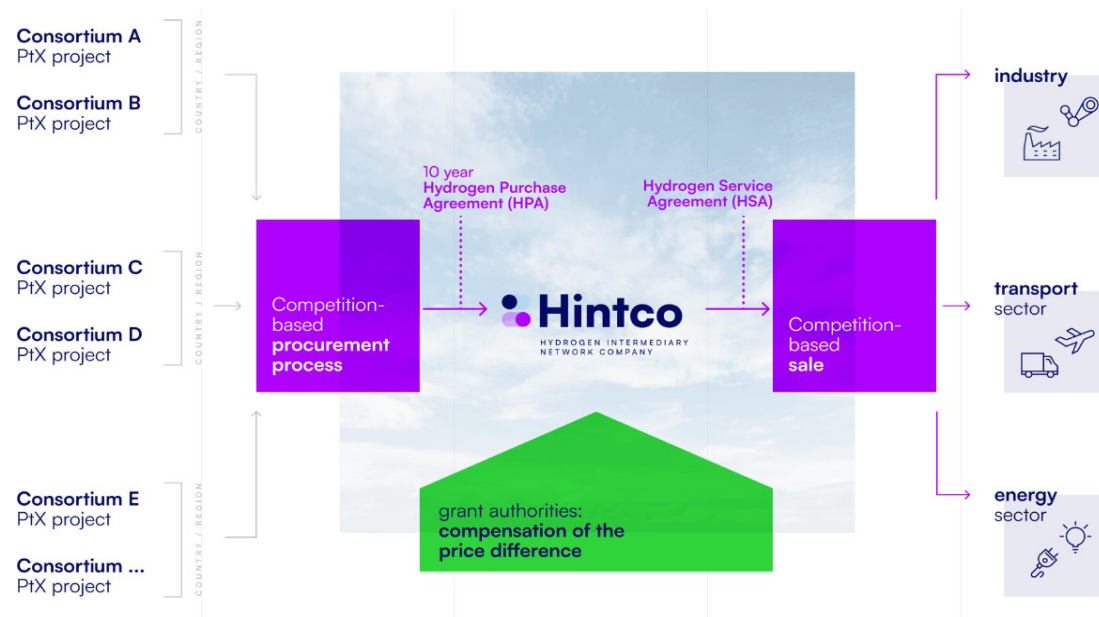 Consortium A
PtX project
Consortium B
PtX project
COUNTRY / REGION
Consortium C
PtX project
Consortium D
PtX project
COUNTRY / REGION
Consortium E
PtX project
Consortium ...
PtX project
COUNTRY / REGION
Competition-
based
procurement
process
10 year
Hydrogen Purchase
Agreement (HPA)
Hintco
HYDROGEN INTERMEDIARY
NETWORK COMPANY
Hydrogen Service
Agreement (HSA)
Competition-
based
sale
grant authorities:
compensation of the
price difference
industry
transport
sector
energy
sector